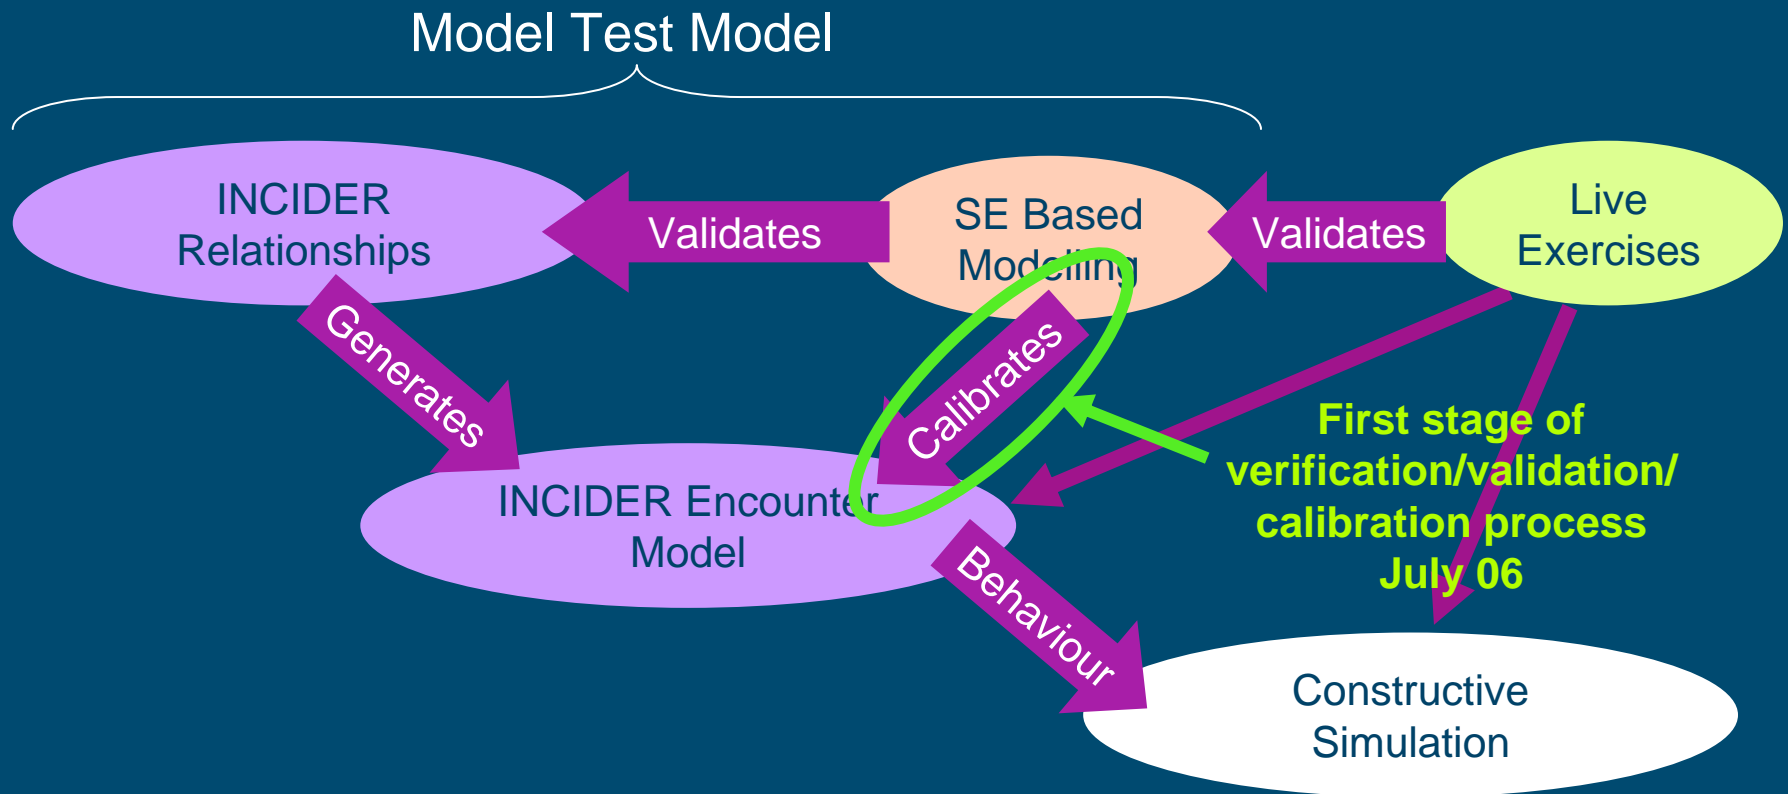 Model Test Model
INCIDER
Relationships
Validates
SE Based
Modelling
Validates
Live
Exercises
Generates
Calibrates
First stage of
verification/validation/
calibration process
July 06
INCIDER Encounter
Model
Behaviour
Constructive
Simulation